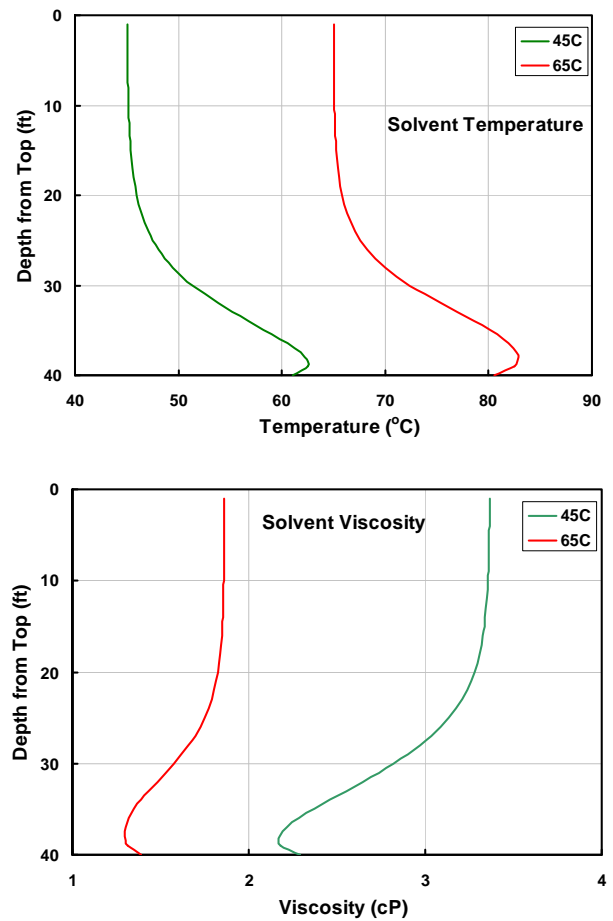 0
10
20
30
40
Depth from Top (ft)
45C
65C
Solvent Temperature
40 50 60 70 80 90
Temperature (°C)
0
10
20
30
40
Depth from Top (ft)
Solvent Viscosity
45C
65C
1 2 3 4
Viscosity (cP)